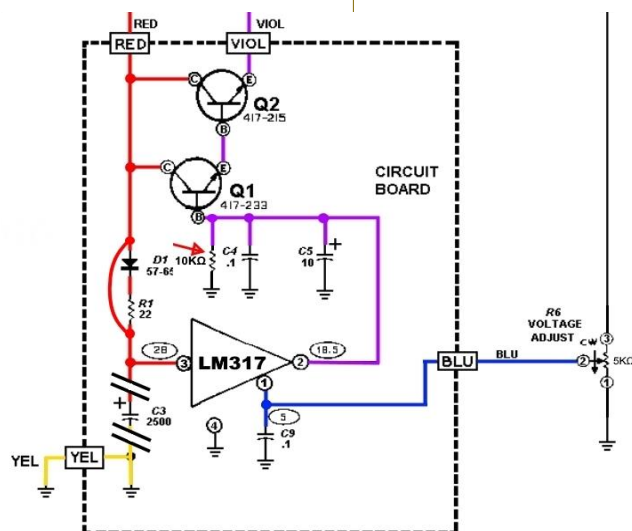 RED
VIOL
RED
VIOL
C
E
Q2
417-215
B
C
E
Q1
417-233
B
CIRCUIT
BOARD
D1
57-65
10KΩ
C4
.1
C5
10
+
R1
22
28
3
LM317
2
18.5
1
BLU
BLU
R6
VOLTAGE
ADJUST
CW
3
2
5KΩ
1
5
+
C3
2500
4
C9
.1
YEL
YEL